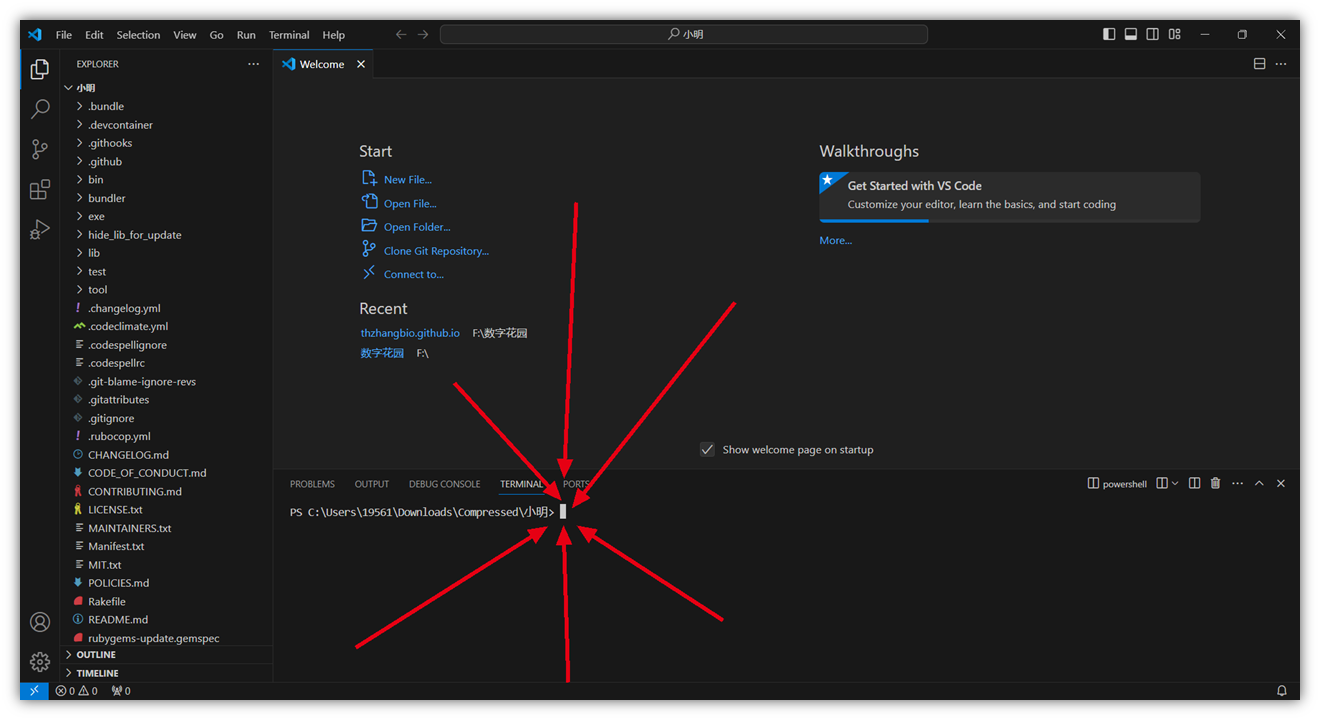 File Edit Selection View Go Run Terminal Help 小明
EXPLORER
小明
.bundle
.devcontainer
.githooks
.github
bin
bundler
exe
hide_lib_for_update
lib
test
tool
.changelog.yml
.codeclimate.yml
.codespellignore
.codespellrc
.git-blame-ignore-revs
.gitattributes
.gitignore
.rubocop.yml
CHANGELOG.md
CODE_OF_CONDUCT.md
CONTRIBUTING.md
LICENSE.txt
MAINTAINERS.txt
Manifest.txt
MIT.txt
POLICIES.md
Rakefile
README.md
rubygems-update.gemspec
OUTLINE
TIMELINE
Welcome
Start
New File...
Open File...
Open Folder...
Clone Git Repository...
Connect to...
Recent
thzhangbio.github.io F:\数字花园
数字花园 F:\
Walkthroughs
Get Started with VS Code
Customize your editor, learn the basics, and start coding
More...
Show welcome page on startup
PROBLEMS OUTPUT DEBUG CONSOLE TERMINAL PORTS powershell
PS C:\Users\19561\Downloads\Compressed\小明>
0 0 0